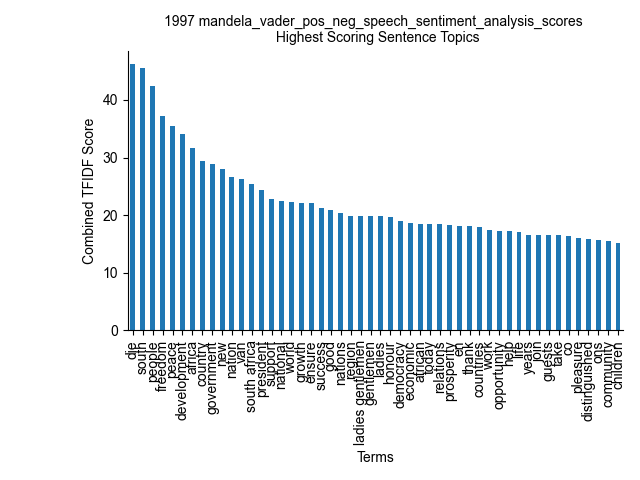 1997 mandela_vader_pos_neg_speech_sentiment_analysis_scores
Highest Scoring Sentence Topics
Combined TFIDF Score
40
30
20
10
0
die
south
people
freedom
peace
development
africa
country
government
new
nation
van
south africa
president
support
national
world
growth
ensure
success
good
nations
region
ladies gentlemen
gentlemen
ladies
honour
democracy
economic
african
today
relations
prosperity
en
thank
countries
work
opportunity
help
life
years
join
guests
take
co
pleasure
distinguished
ons
community
children
Terms